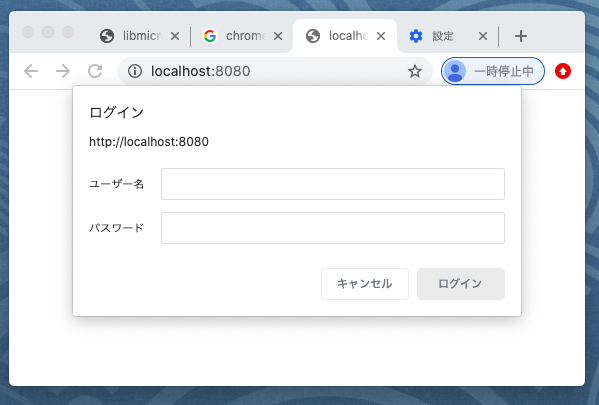 libmicr
chrome
localho
設定
localhost:8080
一時停止中
ログイン
http://localhost:8080
ユーザー名
パスワード
キャンセル
ログイン